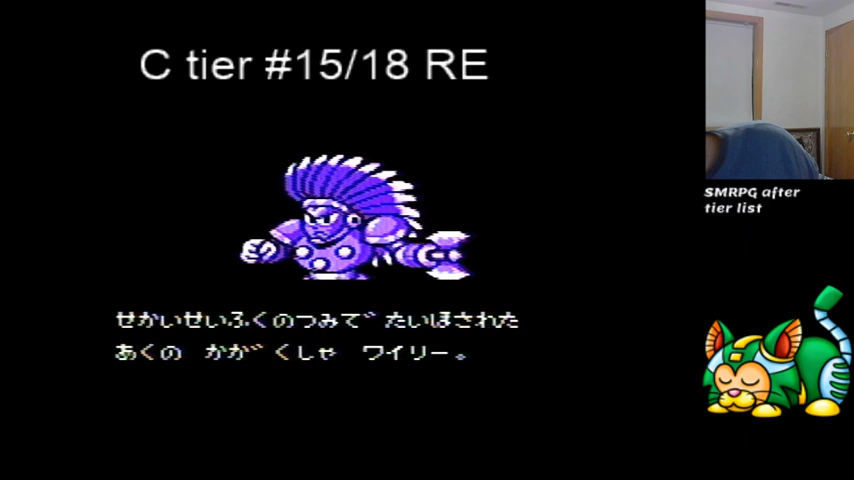 C tier #15/18 RE
SMRPG after
tier list
せかいせいふくのつみで たいほされた
あくの かがくしゃ ワイリー。